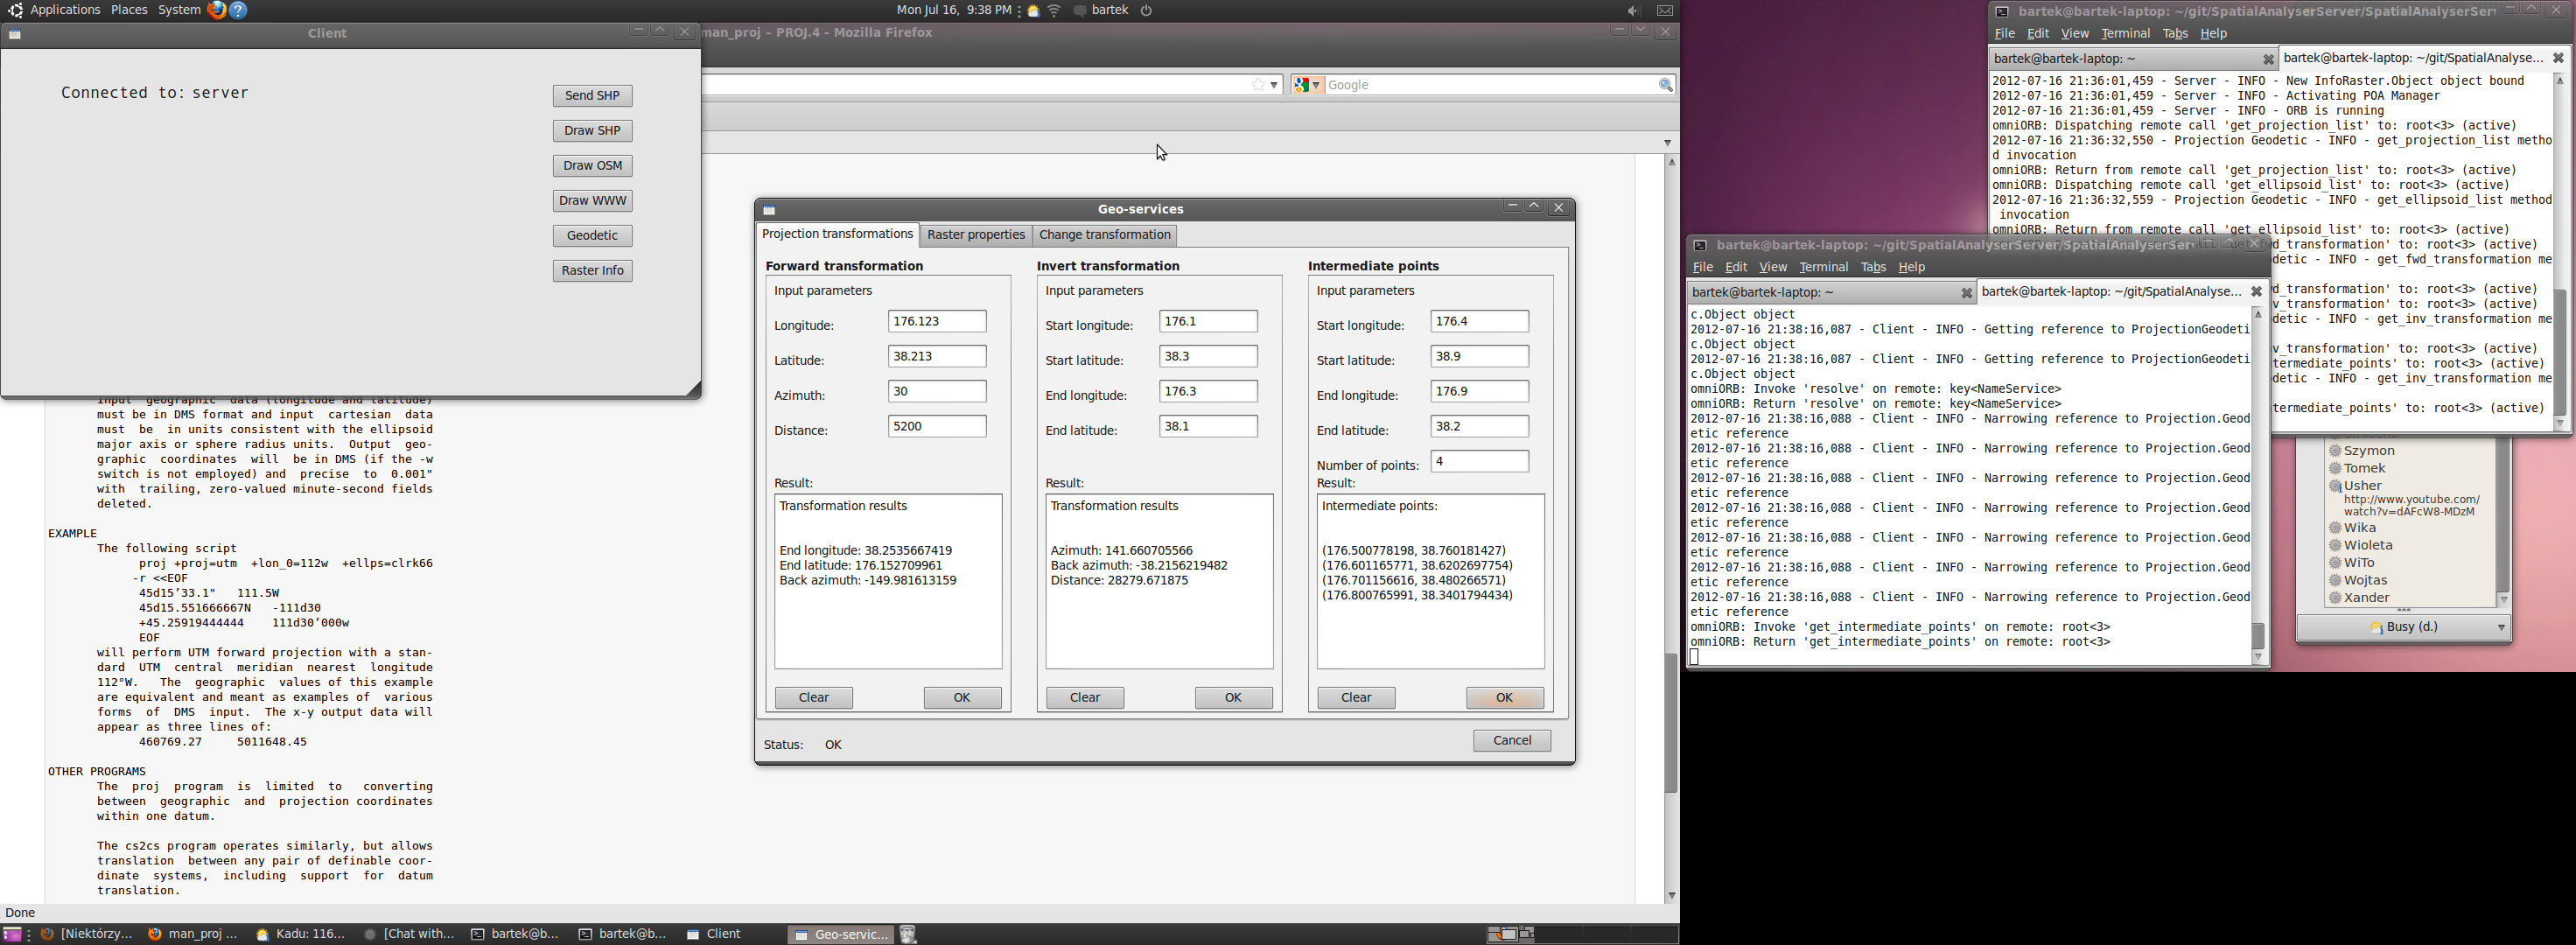 Applications Places System
Mon Jul 16, 9:38 PM
bartek
Client
Connected to: server
Send SHP
Draw SHP
Draw OSM
Draw WWW
Geodetic
Raster Info
man_proj – PROJ.4 - Mozilla Firefox
Google
input geographic data (longitude and latitude)
must be in DMS format and input cartesian data
must be in units consistent with the ellipsoid
major axis or sphere radius units. Output geo-
graphic coordinates will be in DMS (if the -w
switch is not employed) and precise to 0.001"
with trailing, zero-valued minute-second fields
deleted.
EXAMPLE
The following script
proj +proj=utm +lon_0=112w +ellps=clrk66
-r <<EOF
45d15’33.1" 111.5W
45d15.551666667N -111d30
+45.25919444444 111d30’000w
EOF
will perform UTM forward projection with a stan-
dard UTM central meridian nearest longitude
112°W. The geographic values of this example
are equivalent and meant as examples of various
forms of DMS input. The x-y output data will
appear as three lines of:
460769.27 5011648.45
OTHER PROGRAMS
The proj program is limited to converting
between geographic and projection coordinates
within one datum.
The cs2cs program operates similarly, but allows
translation between any pair of definable coor-
dinate systems, including support for datum
translation.
Done
Geo-services
Projection transformations
Raster properties
Change transformation
Forward transformation
Input parameters
Longitude: 176.123
Latitude: 38.213
Azimuth: 30
Distance: 5200
Result:
Transformation results
End longitude: 38.2535667419
End latitude: 176.152709961
Back azimuth: -149.981613159
Clear
OK
Invert transformation
Input parameters
Start longitude: 176.1
Start latitude: 38.3
End longitude: 176.3
End latitude: 38.1
Result:
Transformation results
Azimuth: 141.660705566
Back azimuth: -38.2156219482
Distance: 28279.671875
Clear
OK
Intermediate points
Input parameters
Start longitude: 176.4
Start latitude: 38.9
End longitude: 176.9
End latitude: 38.2
Number of points: 4
Result:
Intermediate points:
(176.500778198, 38.760181427)
(176.601165771, 38.6202697754)
(176.701156616, 38.480266571)
(176.800765991, 38.3401794434)
Clear
OK
Status: OK
Cancel
bartek@bartek-laptop: ~/git/SpatialAnalyserServer/SpatialAnalyserServ
File Edit View Terminal Tabs Help
bartek@bartek-laptop: ~
bartek@bartek-laptop: ~/git/SpatialAnalyse...
2012-07-16 21:36:01,459 - Server - INFO - New InfoRaster.Object object bound
2012-07-16 21:36:01,459 - Server - INFO - Activating POA Manager
2012-07-16 21:36:01,459 - Server - INFO - ORB is running
omniORB: Dispatching remote call 'get_projection_list' to: root<3> (active)
2012-07-16 21:36:32,550 - Projection Geodetic - INFO - get_projection_list metho
d invocation
omniORB: Return from remote call 'get_projection_list' to: root<3> (active)
omniORB: Dispatching remote call 'get_ellipsoid_list' to: root<3> (active)
2012-07-16 21:36:32,559 - Projection Geodetic - INFO - get_ellipsoid_list method
invocation
omniORB: Return from remote call 'get_ellipsoid_list' to: root<3> (active)
_transformation' to: root<3> (active)
detic - INFO - get_fwd_transformation me
d_transformation' to: root<3> (active)
v_transformation' to: root<3> (active)
detic - INFO - get_inv_transformation me
v_transformation' to: root<3> (active)
termediate_points' to: root<3> (active)
detic - INFO - get_inv_transformation me
termediate_points' to: root<3> (active)
bartek@bartek-laptop: ~/git/SpatialAnalyserServer/SpatialAnalyserServ
File Edit View Terminal Tabs Help
bartek@bartek-laptop: ~
bartek@bartek-laptop: ~/git/SpatialAnalyse...
c.Object object
2012-07-16 21:38:16,087 - Client - INFO - Getting reference to ProjectionGeodeti
c.Object object
2012-07-16 21:38:16,087 - Client - INFO - Getting reference to ProjectionGeodeti
c.Object object
omniORB: Invoke 'resolve' on remote: key<NameService>
omniORB: Return 'resolve' on remote: key<NameService>
2012-07-16 21:38:16,088 - Client - INFO - Narrowing reference to Projection.Geod
etic reference
2012-07-16 21:38:16,088 - Client - INFO - Narrowing reference to Projection.Geod
etic reference
2012-07-16 21:38:16,088 - Client - INFO - Narrowing reference to Projection.Geod
etic reference
2012-07-16 21:38:16,088 - Client - INFO - Narrowing reference to Projection.Geod
etic reference
2012-07-16 21:38:16,088 - Client - INFO - Narrowing reference to Projection.Geod
etic reference
2012-07-16 21:38:16,088 - Client - INFO - Narrowing reference to Projection.Geod
etic reference
2012-07-16 21:38:16,088 - Client - INFO - Narrowing reference to Projection.Geod
etic reference
omniORB: Invoke 'get_intermediate_points' on remote: root<3>
omniORB: Return 'get_intermediate_points' on remote: root<3>
Szymon
Tomek
Usher
http://www.youtube.com/
watch?v=dAFcW8-MDzM
Wika
Wioleta
WiTo
Wojtas
Xander
Busy (d.)
[Niektórzy...
man_proj ...
Kadu: 116...
[Chat with...
bartek@b...
bartek@b...
Client
Geo-servic...